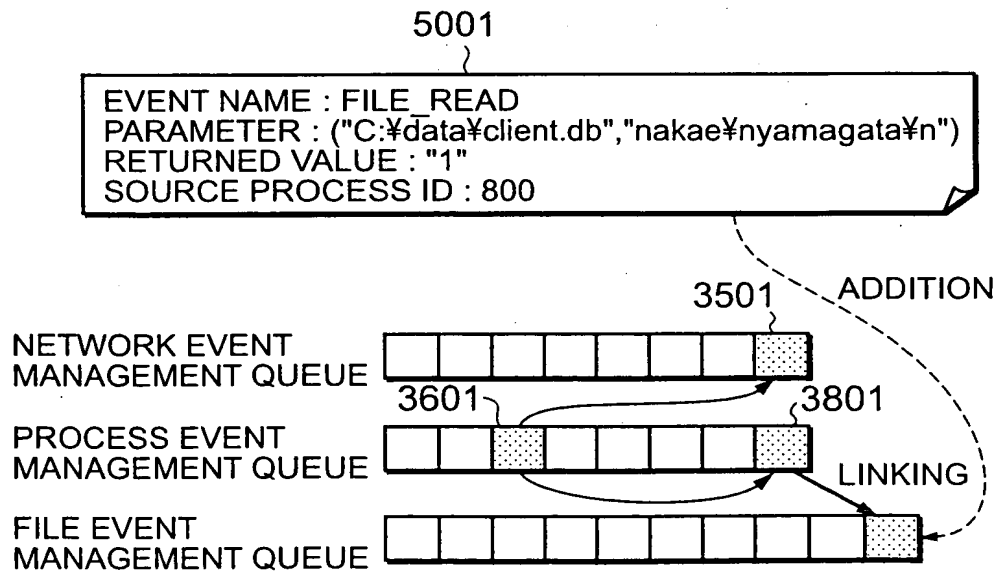 5001
EVENT NAME : FILE_READ
PARAMETER : ("C:¥data¥client.db","nakae¥nyamagata¥n")
RETURNED VALUE : "1"
SOURCE PROCESS ID : 800
ADDITION
3501
NETWORK EVENT
MANAGEMENT QUEUE
3601
3801
PROCESS EVENT
MANAGEMENT QUEUE
LINKING
FILE EVENT
MANAGEMENT QUEUE